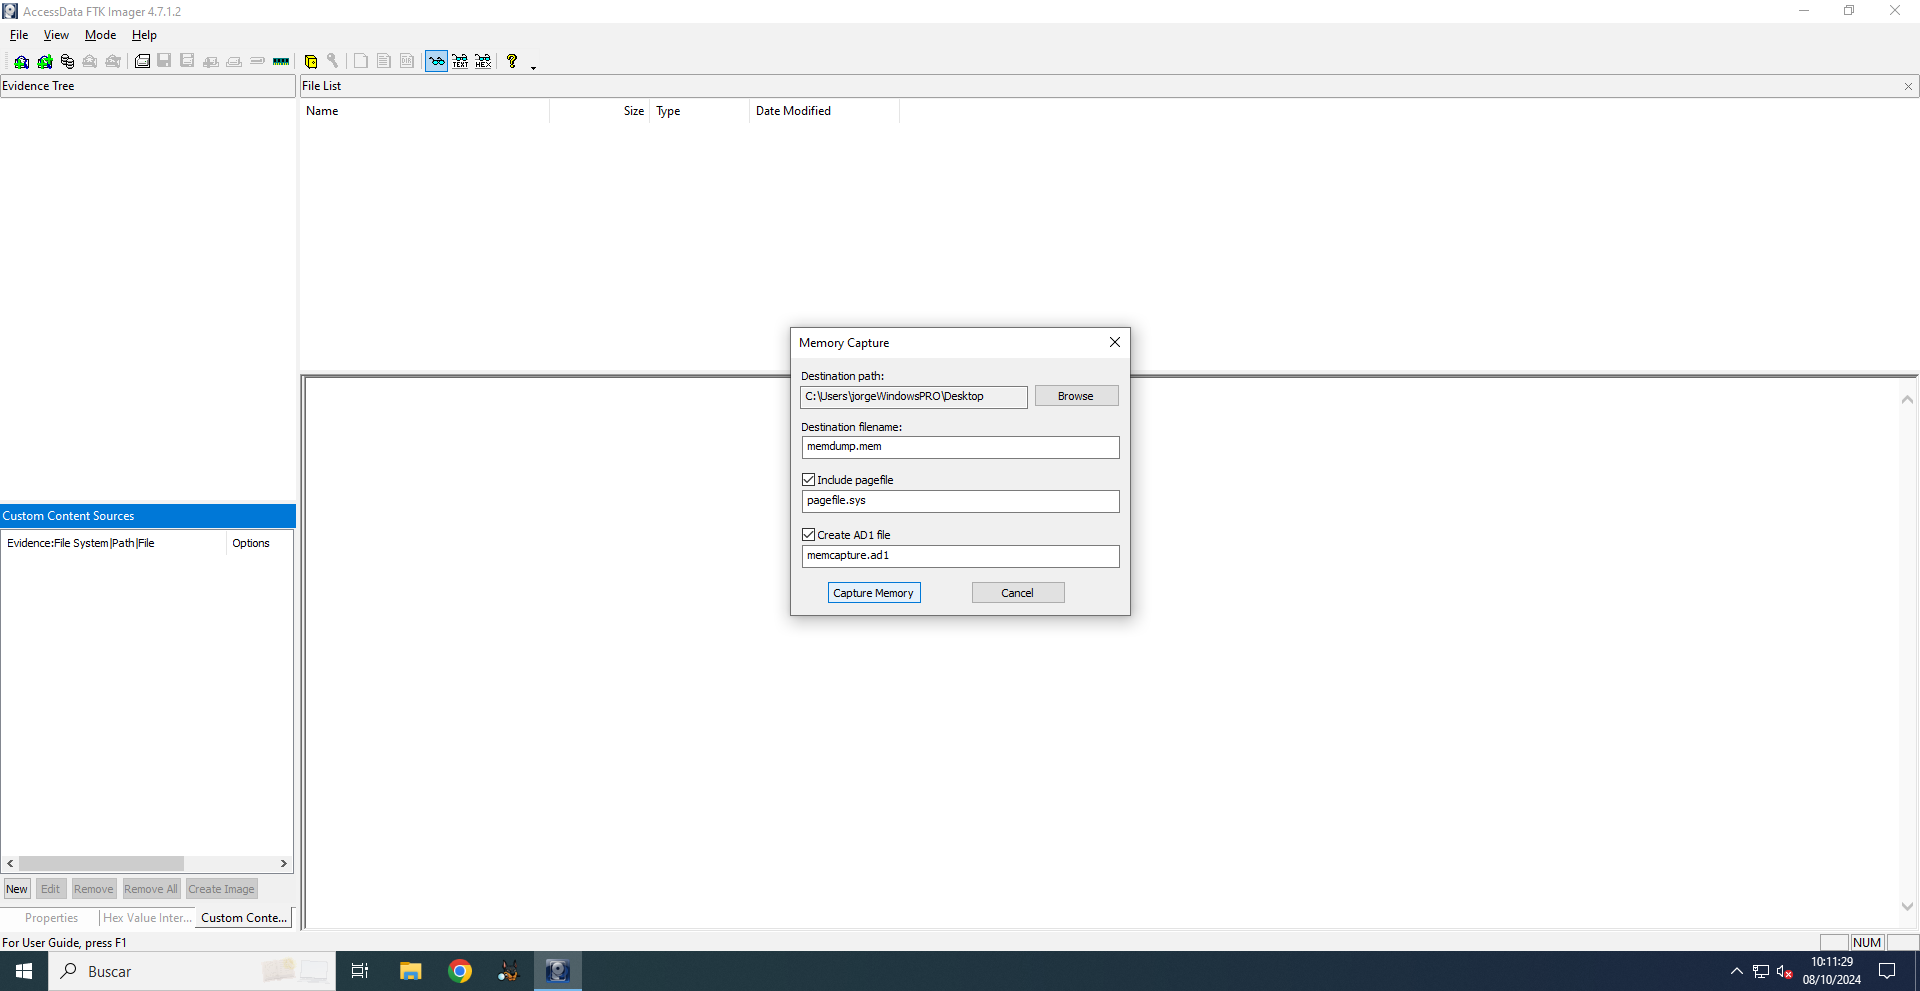 AccessData FTK Imager 4.7.1.2
File View Mode Help
TEXT HEX ?
Evidence Tree
File List
Name Size Type Date Modified
Memory Capture
Destination path:
C:\Users\jorgeWindowsPRO\Desktop Browse
Destination filename:
memdump.mem
Include pagefile
pagefile.sys
Create AD1 file
memcapture.ad1
Capture Memory Cancel
Custom Content Sources
Evidence:File System|Path|File Options
New Edit Remove Remove All Create Image
Properties Hex Value Inter... Custom Conte...
For User Guide, press F1
NUM
Buscar
10:11:29
08/10/2024